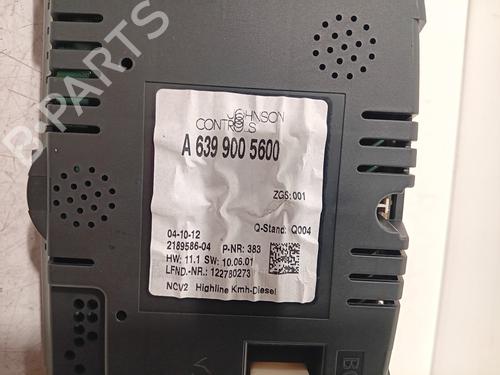 JOHNSON
CONTROLS
A 639 900 5600
ZGS: 001
04-10-12
Q-Stand: Q004
2189586-04 P-NR: 383
HW: 11.1 SW: 10.06.01
LFND.-NR.: 122780273
NCV2 Highline Kmh-Diesel
B-PARTS